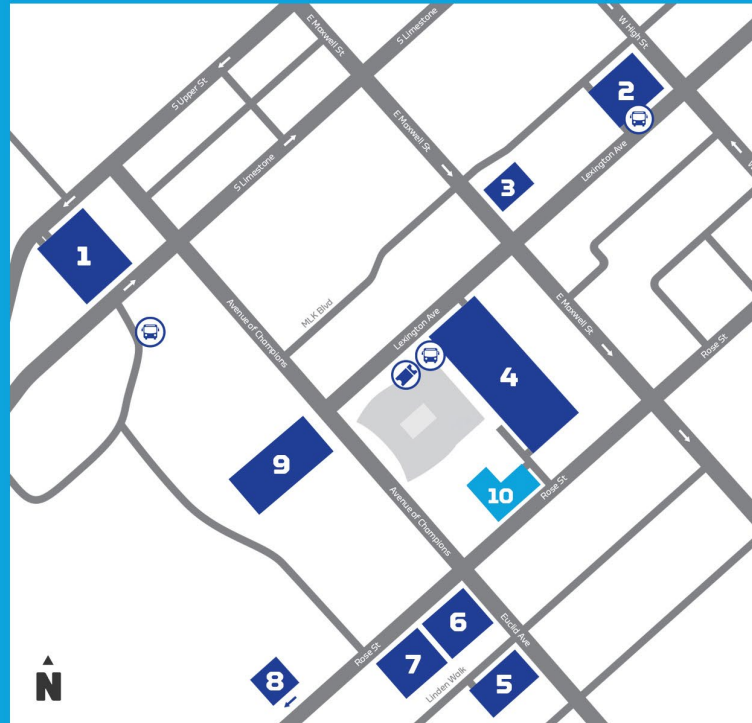 E Maxwell St
S Limestone
W High St
S Upper St
2
E Maxwell St
Lexington Ave
S Limestone
3
1
MLK Blvd
Avenue of Champions
E Maxwell St
Lexington Ave
Rose St
4
9
10
Rose St
Avenue of Champions
Euclid Ave
6
Rose St
7
Linden Walk
5
8
N